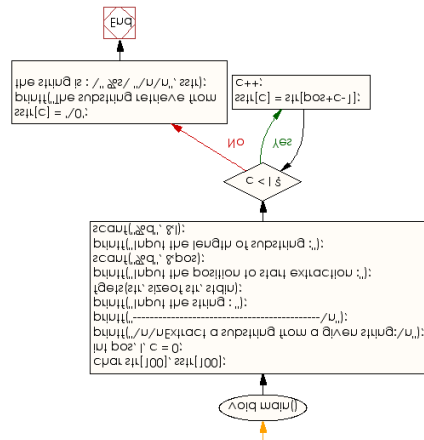 void main()
char str[100], sstr[100];
int pos, l, c = 0;
printf("\n\nExtract a substring from a given string:\n");
printf("--------------------------------------------\n");
printf("Input the string : ");
fgets(str, sizeof str, stdin);
printf("Input the position to start extraction :");
scanf("%d", &pos);
printf("Input the length of substring :");
scanf("%d", &l);
c < l ?
No
Yes
sstr[c] = '\0';
printf("The substring retrieve from
the string is : \" %s\ "\n\n", sstr);
sstr[c] = str[pos+c-1];
c++;
End